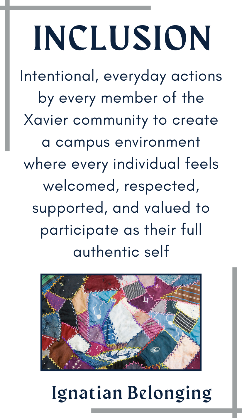 INCLUSION
Intentional, everyday actions
by every member of the
Xavier community to create
a campus environment
where every individual feels
welcomed, respected,
supported, and valued to
participate as their full
authentic self
Ignatian Belonging